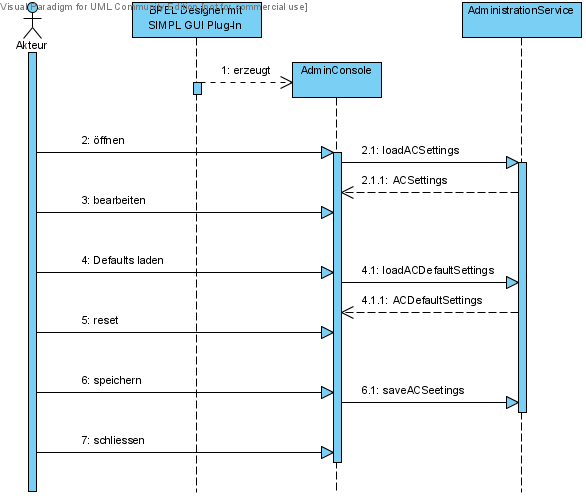 Visual Paradigm for UML Community Edition [not for commercial use]
BPEL Designer mit
SIMPL GUI Plug-In
AdministrationService
Akteur
1: erzeugt
AdminConsole
2: öffnen
2.1: loadACSettings
2.1.1: ACSettings
3: bearbeiten
4: Defaults laden
4.1: loadACDefaultSettings
4.1.1: ACDefaultSettings
5: reset
6: speichern
6.1: saveACSeetings
7: schliessen